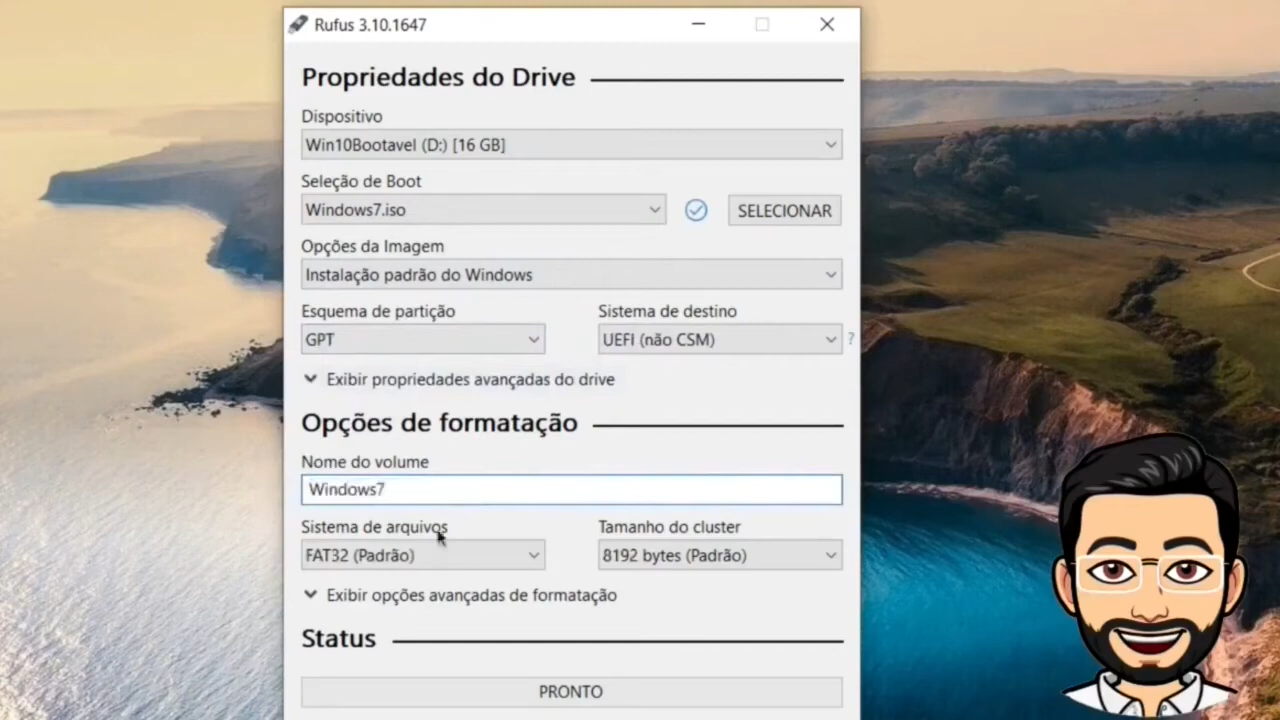 Rufus 3.10.1647
Propriedades do Drive
Dispositivo
Win10Bootavel (D:) [16 GB]
Seleção de Boot
Windows7.iso
SELECIONAR
Opções da Imagem
Instalação padrão do Windows
Esquema de partição Sistema de destino
GPT UEFI (não CSM) ?
Exibir propriedades avançadas do drive
Opções de formatação
Nome do volume
Windows7
Sistema de arquivos Tamanho do cluster
FAT32 (Padrão) 8192 bytes (Padrão)
Exibir opções avançadas de formatação
Status
PRONTO